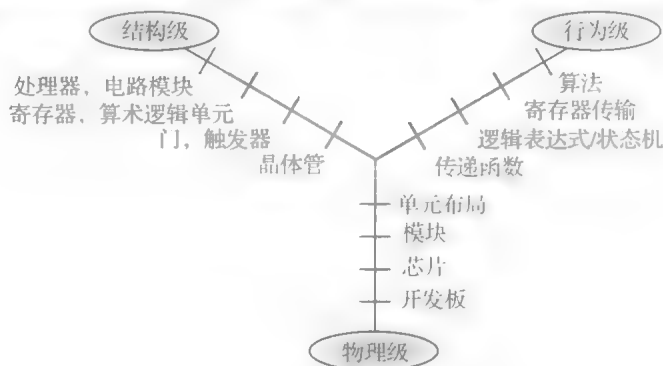 结构级
行为级
处理器，电路模块
寄存器、算术逻辑单元
门，触发器
晶体管
算法
寄存器传输
逻辑表达式/状态机
传递函数
单元布局
模块
芯片
开发板
物理级